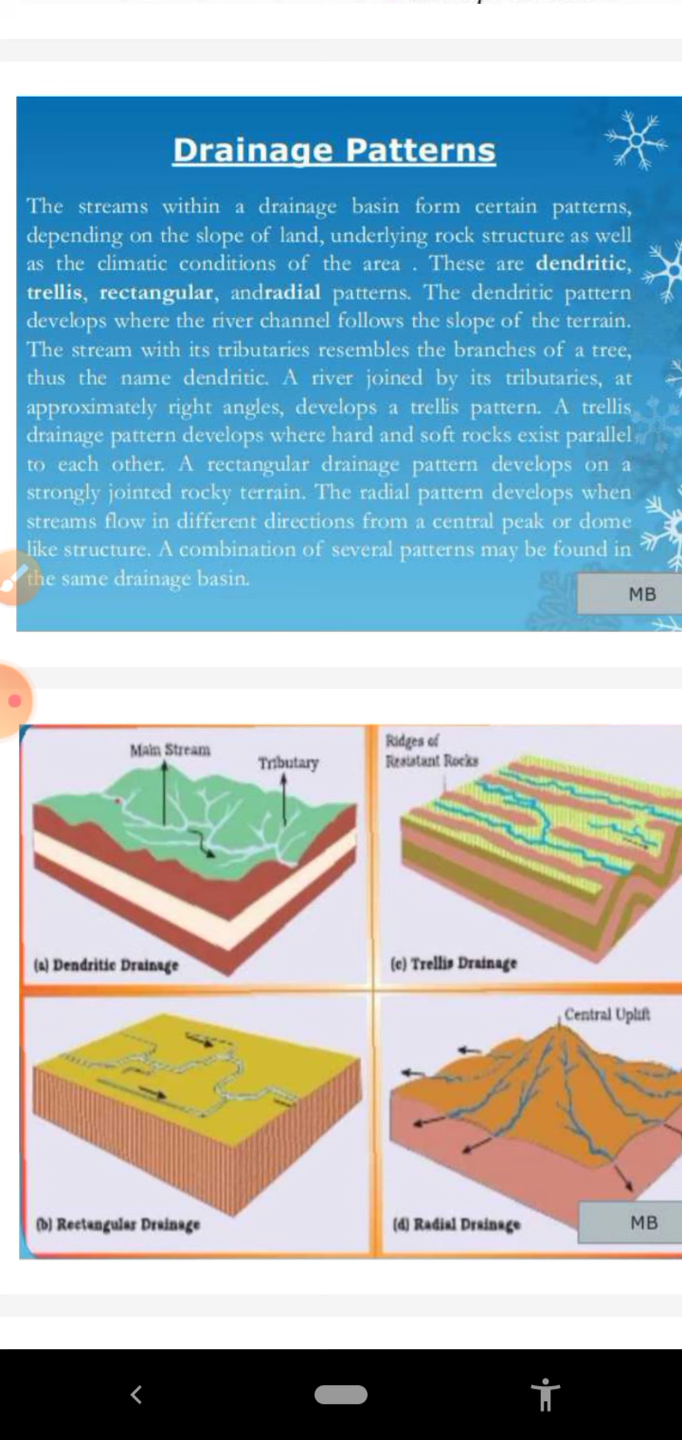 Drainage Patterns
The streams within a drainage basin form certain patterns,
depending on the slope of land, underlying rock structure as well
as the climatic conditions of the area . These are dendritic,
trellis, rectangular, andradial patterns. The dendritic pattern
develops where the river channel follows the slope of the terrain.
The stream with its tributaries resembles the branches of a tree,
thus the name dendritic. A river joined by its tributaries, at
approximately right angles, develops a trellis pattern. A trellis
drainage pattern develops where hard and soft rocks exist parallel
to each other. A rectangular drainage pattern develops on a
strongly jointed rocky terrain. The radial pattern develops when
streams flow in different directions from a central peak or dome
like structure. A combination of several patterns may be found in
the same drainage basin.
MB
Main Stream
Tributary
(a) Dendritic Drainage
Ridges of
Resistant Rocks
(c) Trellis Drainage
(b) Rectangular Drainage
Central Uplift
(d) Radial Drainage
MB